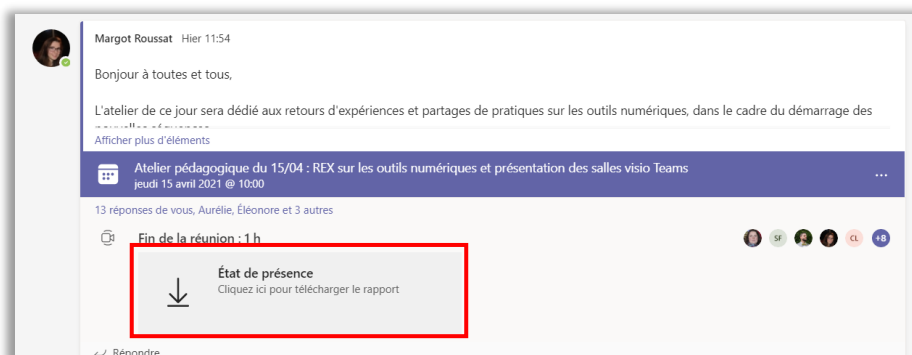 Margot Roussat Hier 11:54
Bonjour à toutes et tous,
L'atelier de ce jour sera dédié aux retours d'expériences et partages de pratiques sur les outils numériques, dans le cadre du démarrage des
Afficher plus d'éléments
Atelier pédagogique du 15/04 : REX sur les outils numériques et présentation des salles visio Teams
jeudi 15 avril 2021 @ 10:00
...
13 réponses de vous, Aurélie, Éléonore et 3 autres
Fin de la réunion : 1 h
SF
CL
+8
État de présence
Cliquez ici pour télécharger le rapport
Répondre